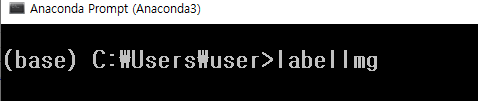 Anaconda Prompt (Anaconda3)
(base) C:₩Users₩user>labelImg